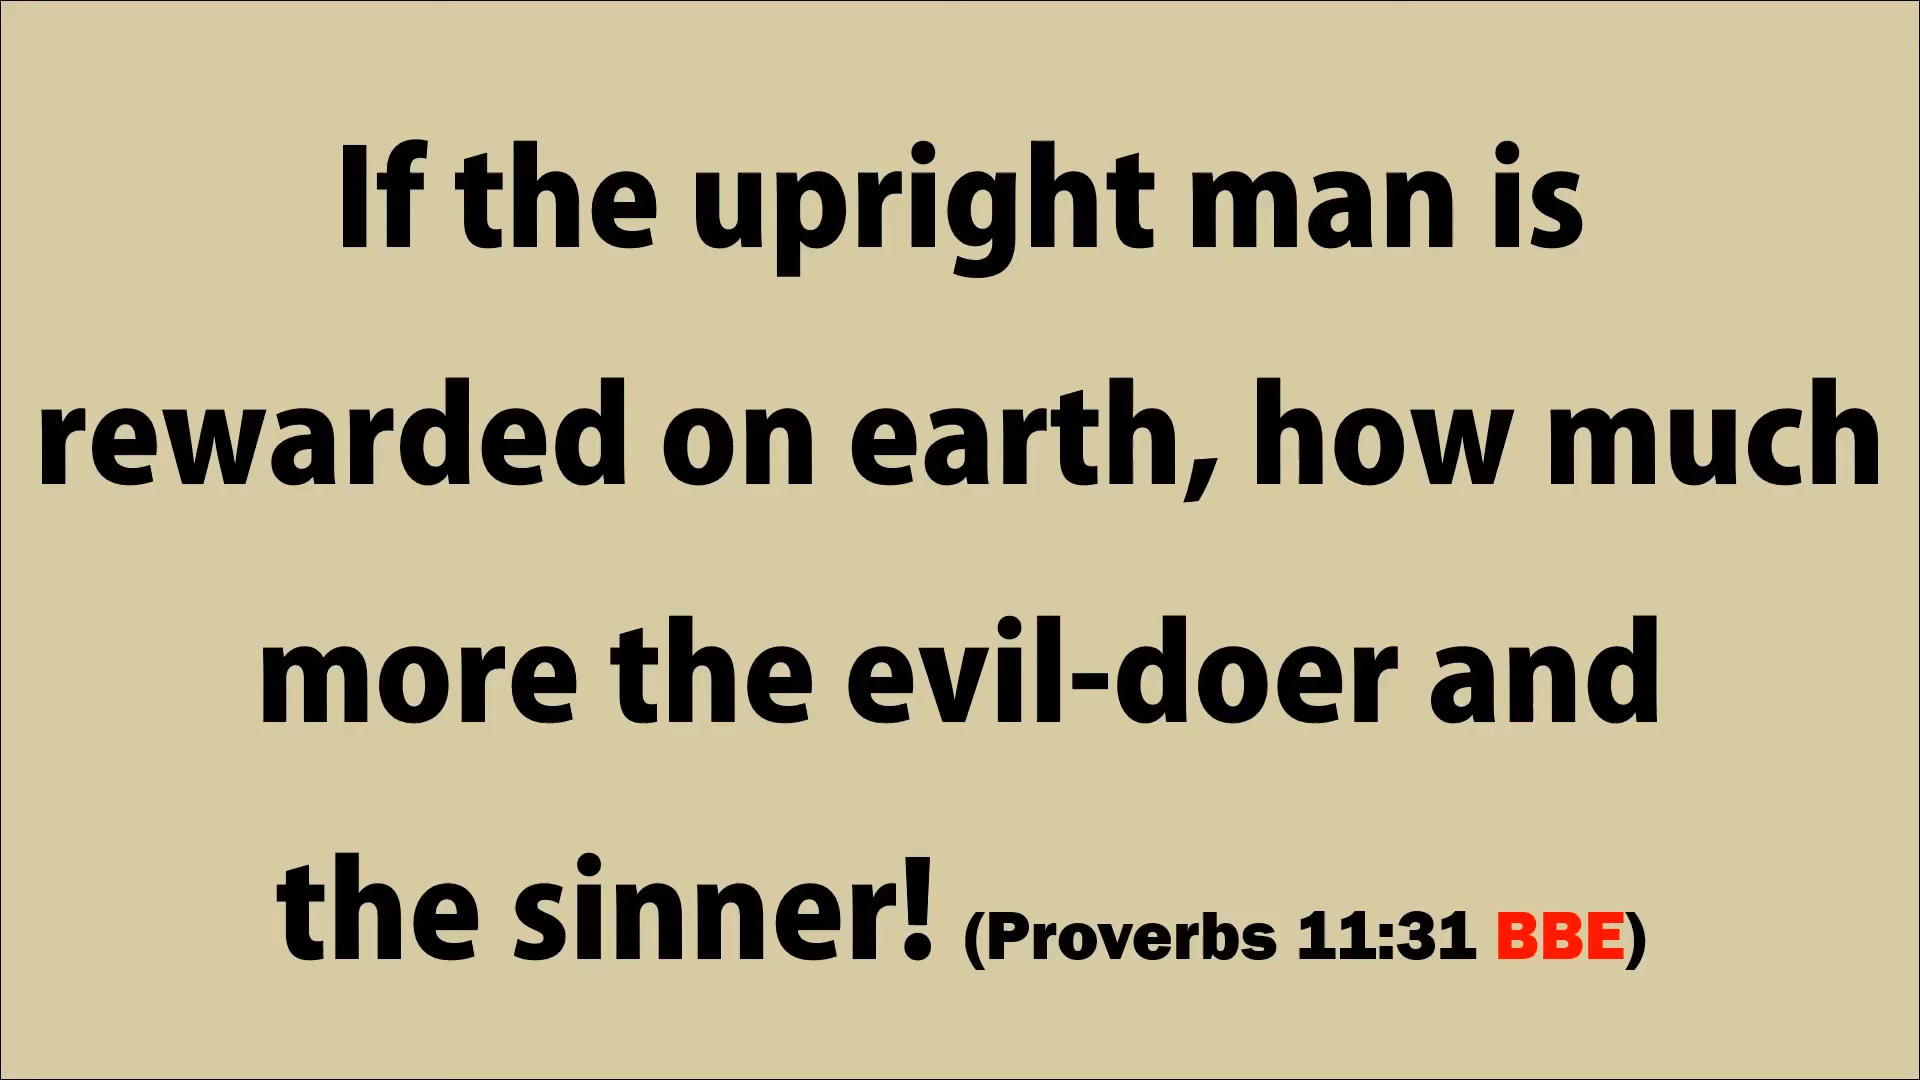 If the upright man is
rewarded on earth, how much
more the evil-doer and
the sinner! (Proverbs 11:31 BBE)